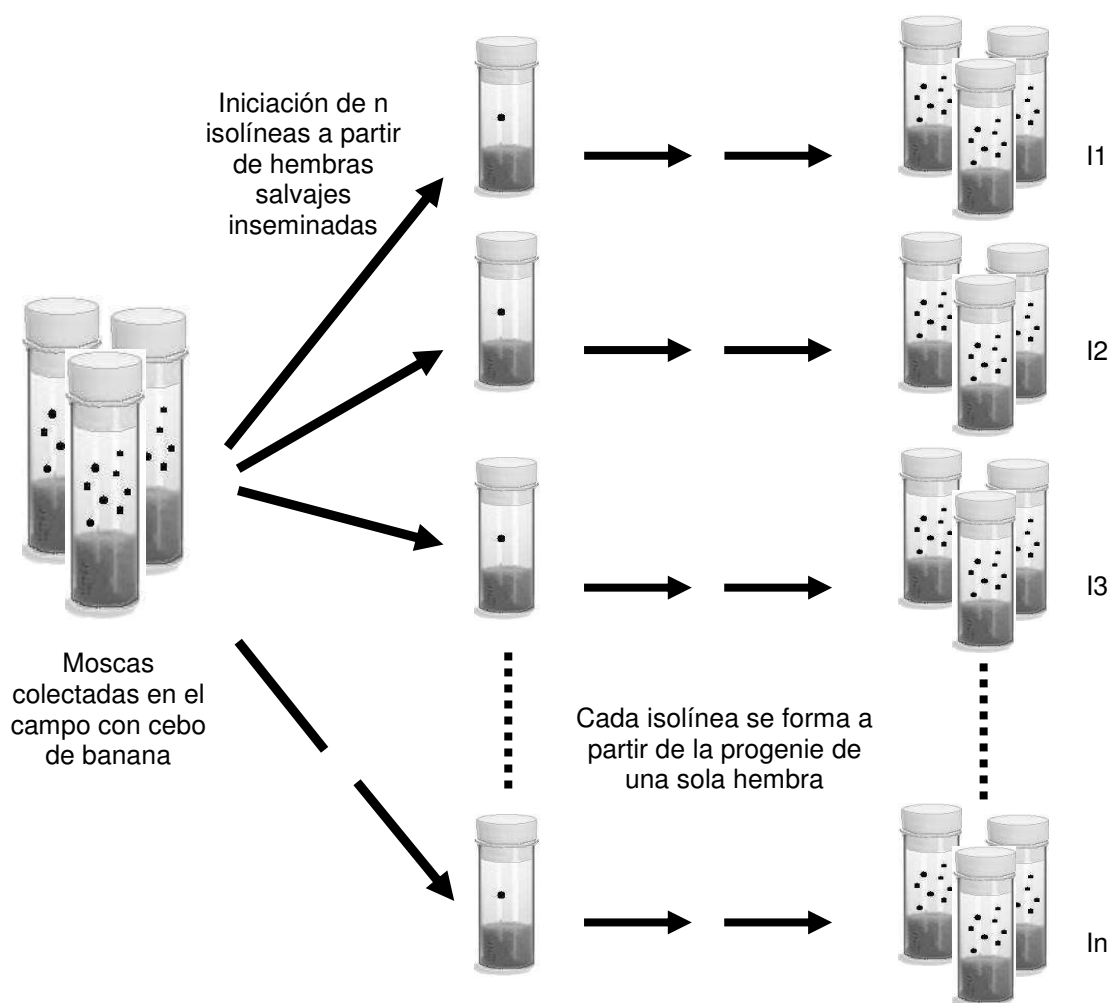 Iniciación de n
isolíneas a partir
de hembras
salvajes
inseminadas
I1
I2
I3
Moscas
colectadas en el
campo con cebo
de banana
Cada isolínea se forma a
partir de la progenie de
una sola hembra
In